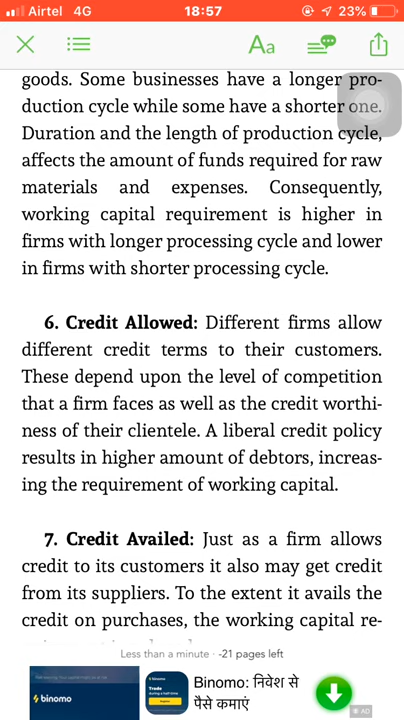 Airtel 4G 18:57 23%
Aa
goods. Some businesses have a longer pro-
duction cycle while some have a shorter one.
Duration and the length of production cycle,
affects the amount of funds required for raw
materials and expenses. Consequently,
working capital requirement is higher in
firms with longer processing cycle and lower
in firms with shorter processing cycle.
6. Credit Allowed: Different firms allow
different credit terms to their customers.
These depend upon the level of competition
that a firm faces as well as the credit worthi-
ness of their clientele. A liberal credit policy
results in higher amount of debtors, increas-
ing the requirement of working capital.
7. Credit Availed: Just as a firm allows
credit to its customers it also may get credit
from its suppliers. To the extent it avails the
credit on purchases, the working capital re-
Less than a minute · -21 pages left
binomo
binomo
Trade
Binomo: निवेश से
पैसे कमाएं
AD